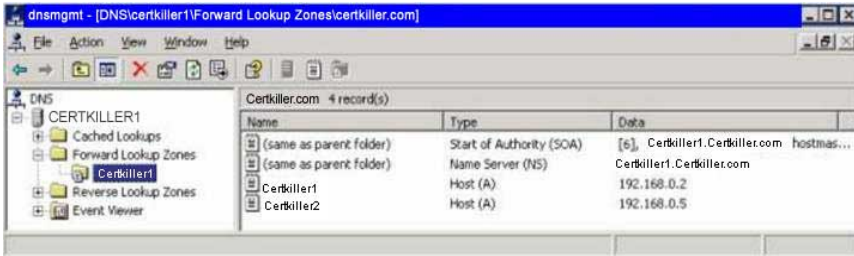 dnsmgmt - [DNS\certkiller1\Forward Lookup Zones\certkiller.com]
File Action View Window Help
DNS
CERTKILLER1
Cached Lookups
Forward Lookup Zones
Certkiller1
Reverse Lookup Zones
Event Viewer
Certkiller.com 4 record(s)
Name Type Data
(same as parent folder) Start of Authority (SOA) [6], Certkiller1.Certkiller.com hostmas...
(same as parent folder) Name Server (NS) Certkiller1.Certkiller.com
Certkiller1 Host (A) 192.168.0.2
Certkiller2 Host (A) 192.168.0.5